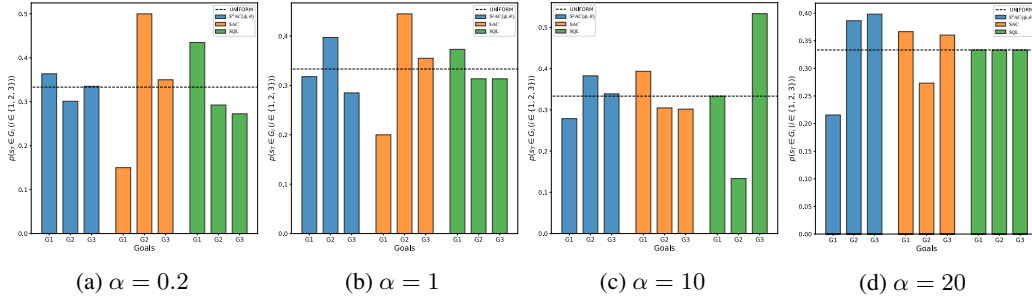 UNIFORM
S²AC(ϕ,θ)
SAC
SQL
p(s_T ∈ G_i(i ∈ {1, 2, 3}))
0.5
0.4
0.3
0.2
0.1
0.0
G1 G2 G3 G1 G2 G3 G1 G2 G3
Goals
(a) α = 0.2
UNIFORM
S²AC(ϕ,θ)
SAC
SQL
p(s_T ∈ G_i(i ∈ {1, 2, 3}))
0.4
0.3
0.2
0.1
0.0
G1 G2 G3 G1 G2 G3 G1 G2 G3
Goals
(b) α = 1
UNIFORM
S²AC(ϕ,θ)
SAC
SQL
p(s_T ∈ G_i(i ∈ {1, 2, 3}))
0.5
0.4
0.3
0.2
0.1
0.0
G1 G2 G3 G1 G2 G3 G1 G2 G3
Goals
(c) α = 10
UNIFORM
S²AC(ϕ,θ)
SAC
SQL
p(s_T ∈ G_i(i ∈ {1, 2, 3}))
0.40
0.35
0.30
0.25
0.20
0.15
0.10
0.05
0.00
G1 G2 G3 G1 G2 G3 G1 G2 G3
Goals
(d) α = 20